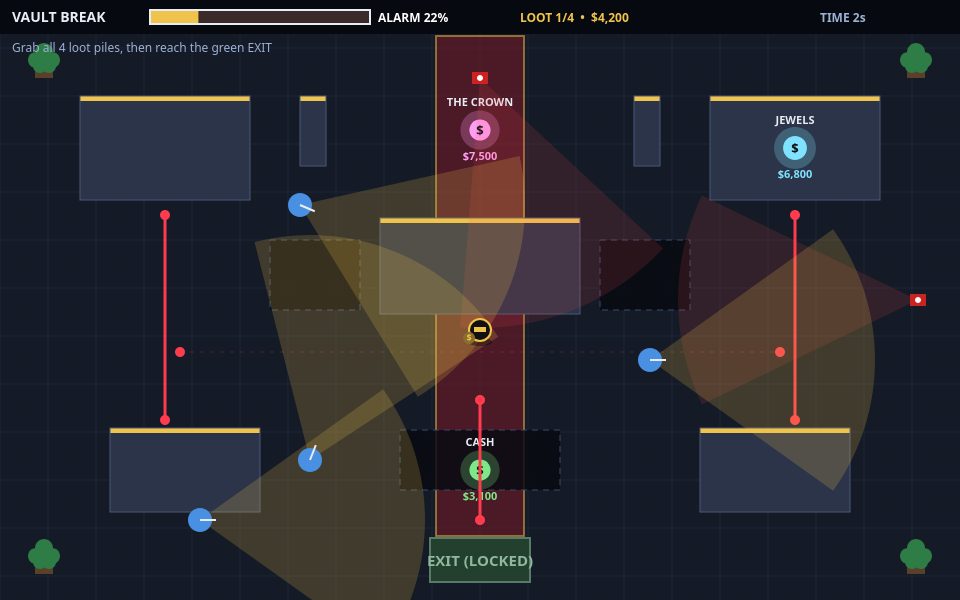 VAULT BREAK
ALARM 22%
LOOT 1/4 • $4,200
TIME 2s
Grab all 4 loot piles, then reach the green EXIT
THE CROWN
$
$7,500
JEWELS
$
$6,800
$
CASH
$
$3,100
EXIT (LOCKED)